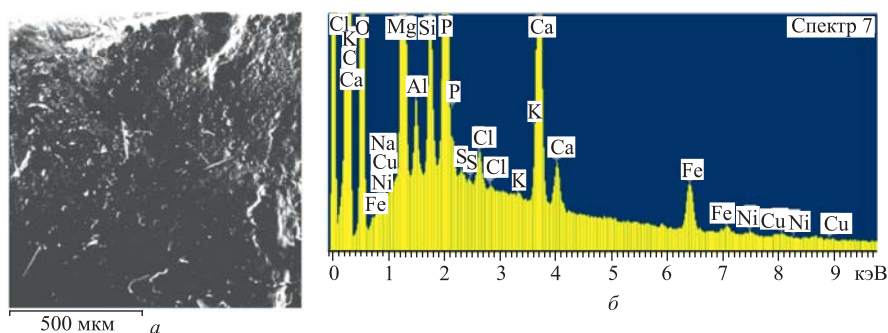 500 мкм
а
Спектр 7
Cl
K
C
Ca
O
Mg
Si
P
Ca
Al
P
K
Na
Cu
Ni
Fe
S
S
Cl
Cl
K
Ca
Fe
Fe
Ni
Cu
Ni
Cu
0 1 2 3 4 5 6 7 8 9 кэВ
б